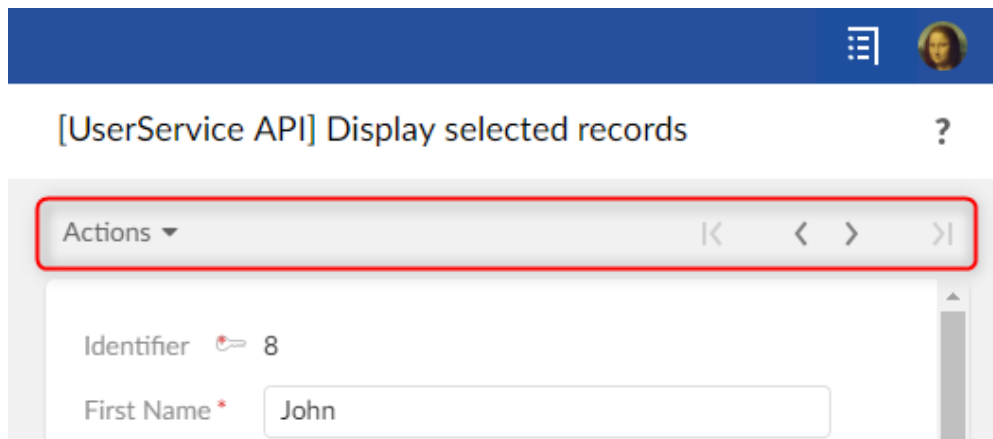 [UserService API] Display selected records
?
Actions
Identifier 8
First Name * John